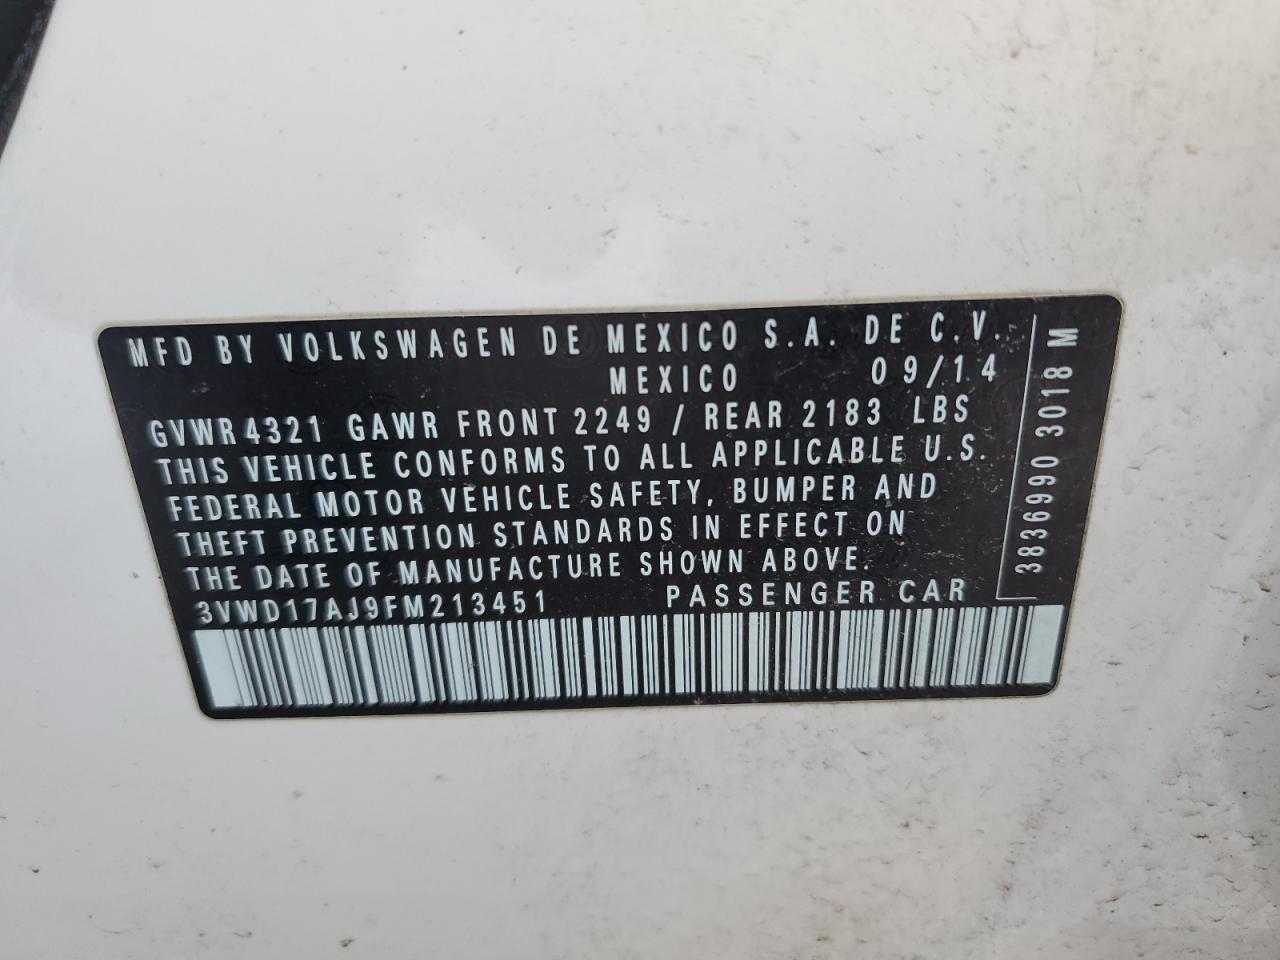 MFD BY VOLKSWAGEN DE MEXICO S.A. DE C.V.
MEXICO 09/14
GVWR 4321 GAWR FRONT 2249 / REAR 2183 LBS
THIS VEHICLE CONFORMS TO ALL APPLICABLE U.S.
FEDERAL MOTOR VEHICLE SAFETY, BUMPER AND
THEFT PREVENTION STANDARDS IN EFFECT ON
THE DATE OF MANUFACTURE SHOWN ABOVE.
3VWD17AJ9FM213451 PASSENGER CAR
3836990 3018 M